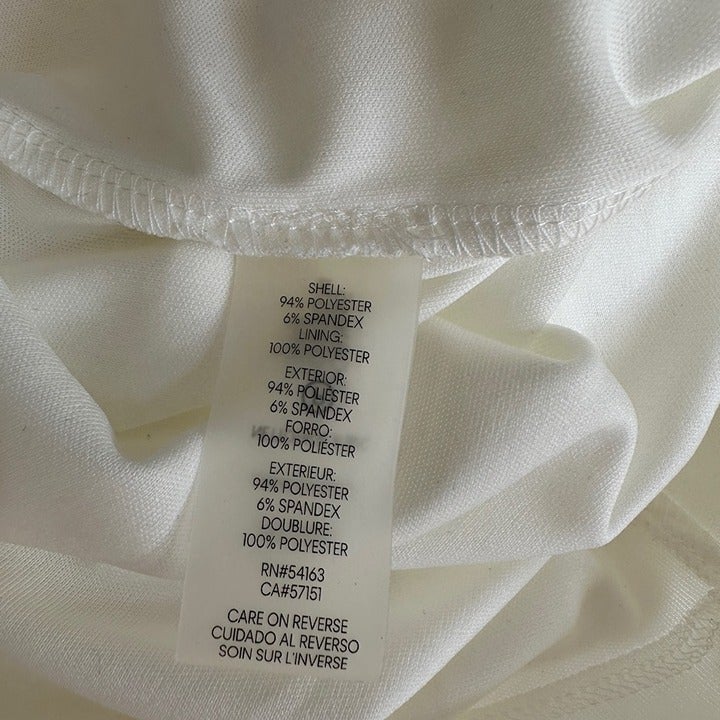 SHELL:
94% POLYESTER
6% SPANDEX
LINING:
100% POLYESTER
EXTERIOR:
94% POLIÉSTER
6% SPANDEX
FORRO:
100% POLIÉSTER
EXTERIEUR:
94% POLYESTER
6% SPANDEX
DOUBLURE:
100% POLYESTER
RN#54163
CA#57151
CARE ON REVERSE
CUIDADO AL REVERSO
SOIN SUR L'INVERSE